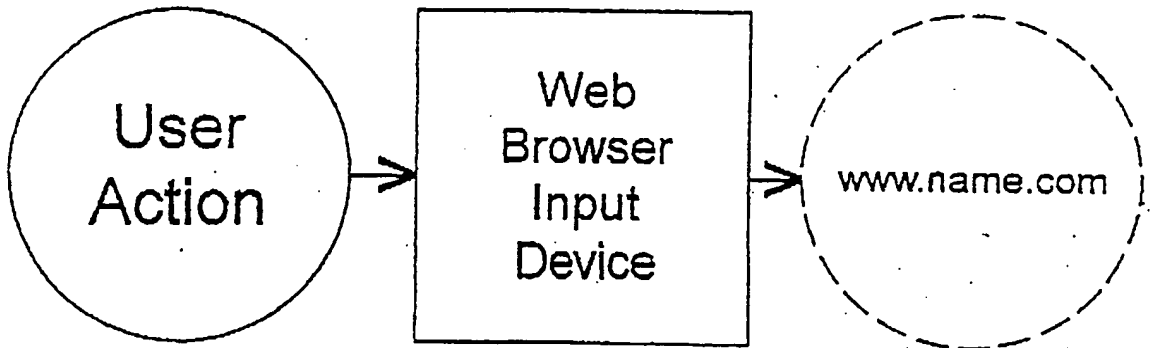 User
Action
Web
Browser
Input
Device
www.name.com